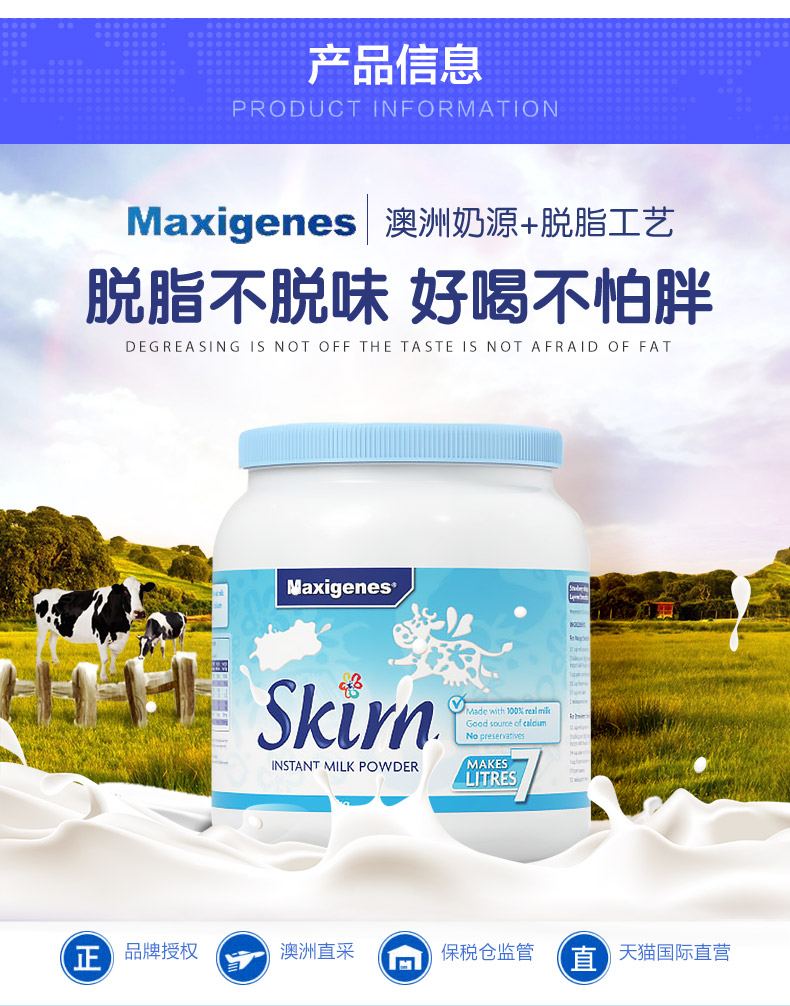 产品信息
PRODUCT INFORMATION
Maxigenes 澳洲奶源+脱脂工艺
脱脂不脱味 好喝不怕胖
DEGREASING IS NOT OFF THE TASTE IS NOT AFRAID OF FAT
Maxigenes®
Skim
INSTANT MILK POWDER
Made with 100% real milk
Good source of calcium
No preservatives
MAKES
7
LITRES
正 品牌授权
澳洲直采
保税仓监管
直 天猫国际直营